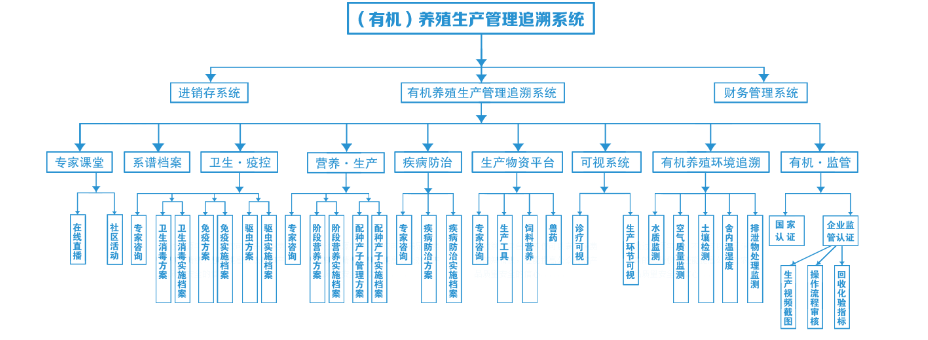 （有机）养殖生产管理追溯系统
进销存系统
有机养殖生产管理追溯系统
财务管理系统
专家课堂
系谱档案
卫生·疫控
营养·生产
疾病防治
生产物资平台
可视系统
有机养殖环境追溯
有机·监管
在线直播
社区活动
专家咨询
卫生消毒方案
卫生消毒实施档案
免疫方案
免疫实施档案
驱虫方案
驱虫实施档案
专家咨询
阶段营养方案
阶段营养实施档案
配种产子管理方案
配种产子实施档案
专家咨询
疾病防治方案
疾病防治实施档案
专家咨询
生产工具
饲料营养
兽药
诊疗可视
生产环节可视
水质监测
空气质量监测
土壤检测
舍内温湿度
排泄物处理监测
国家
认证
企业监
管认证
生产视频截图
操作流程审核
回收化验指标